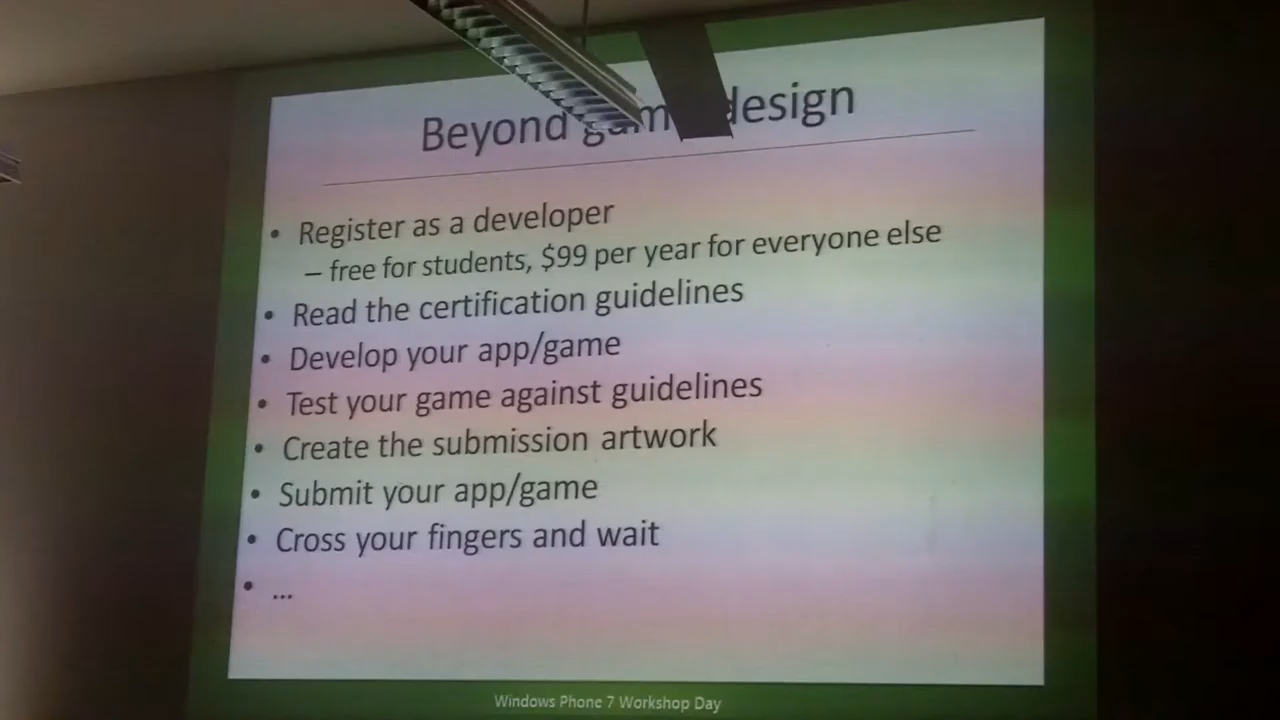 Beyond game design
• Register as a developer
– free for students, $99 per year for everyone else
• Read the certification guidelines
• Develop your app/game
• Test your game against guidelines
• Create the submission artwork
• Submit your app/game
• Cross your fingers and wait
• ...
Windows Phone 7 Workshop Day